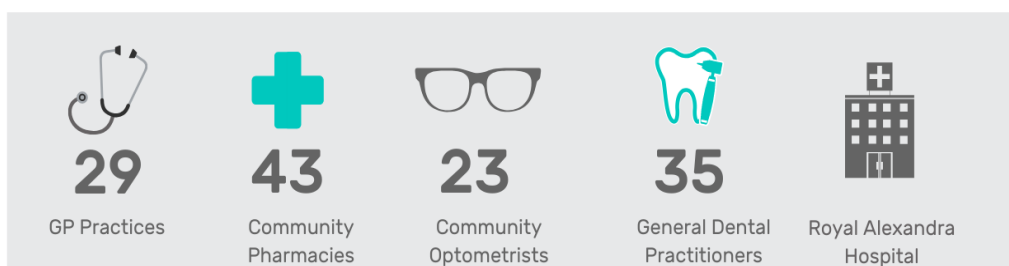 29
GP Practices
43
Community
Pharmacies
23
Community
Optometrists
35
General Dental
Practitioners
Royal Alexandra
Hospital